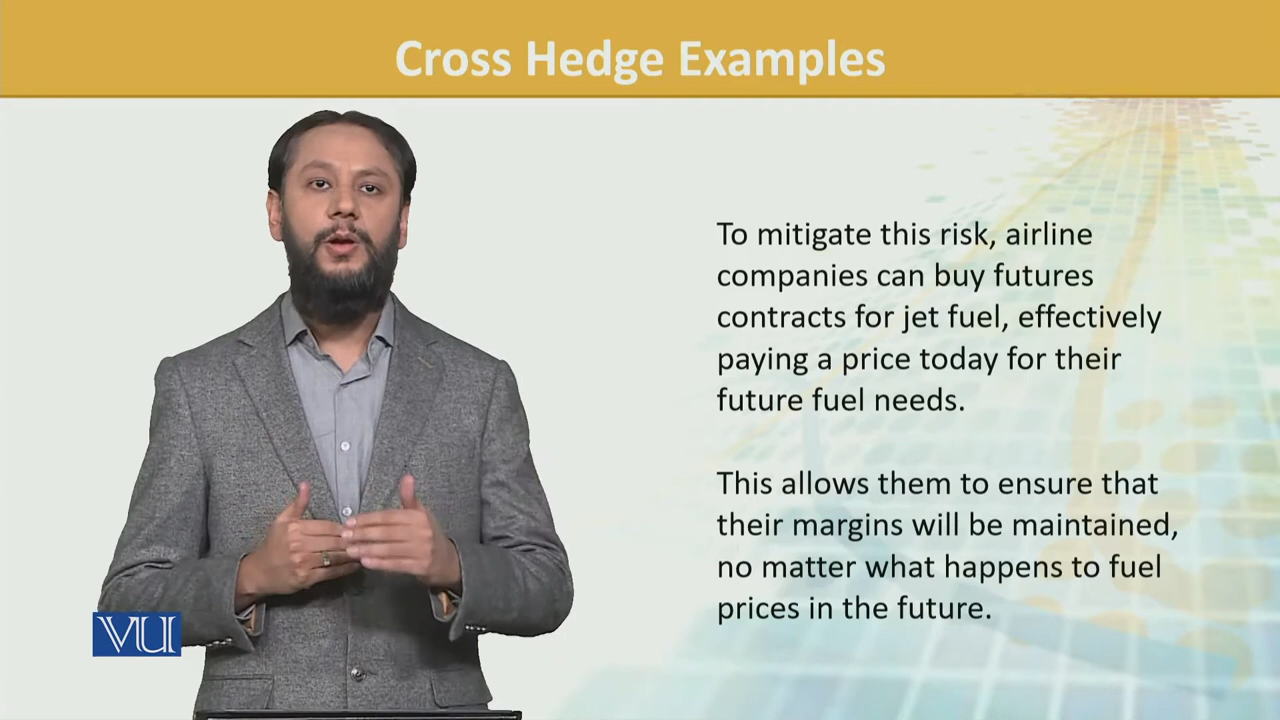 Cross Hedge Examples
To mitigate this risk, airline
companies can buy futures
contracts for jet fuel, effectively
paying a price today for their
future fuel needs.
This allows them to ensure that
their margins will be maintained,
no matter what happens to fuel
prices in the future.
VU